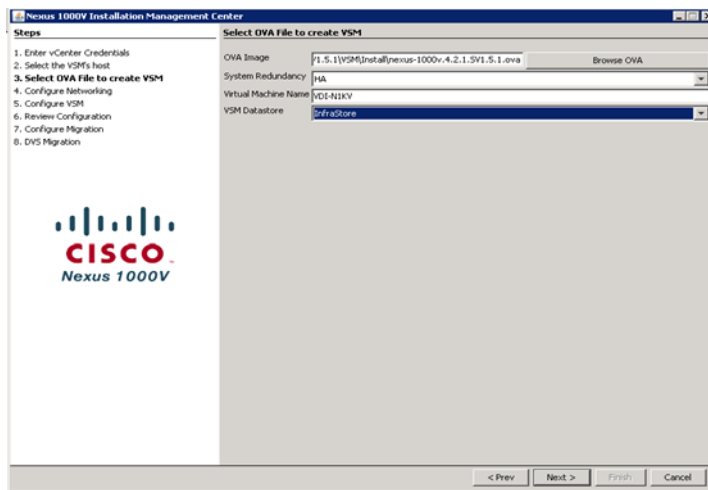 Nexus 1000V Installation Management Center
Steps
1. Enter vCenter Credentials
2. Select the VSM's host
3. Select OVA File to create VSM
4. Configure Networking
5. Configure VSM
6. Review Configuration
7. Configure Migration
8. DVS Migration
CISCO
Nexus 1000V
Select OVA File to create VSM
OVA Image /1.5.1\VSM\Install\nexus-1000v.4.2.1.SV1.5.1.ova Browse OVA
System Redundancy HA
Virtual Machine Name VDI-N1KV
VSM Datastore InfraStore
< Prev Next > Finish Cancel